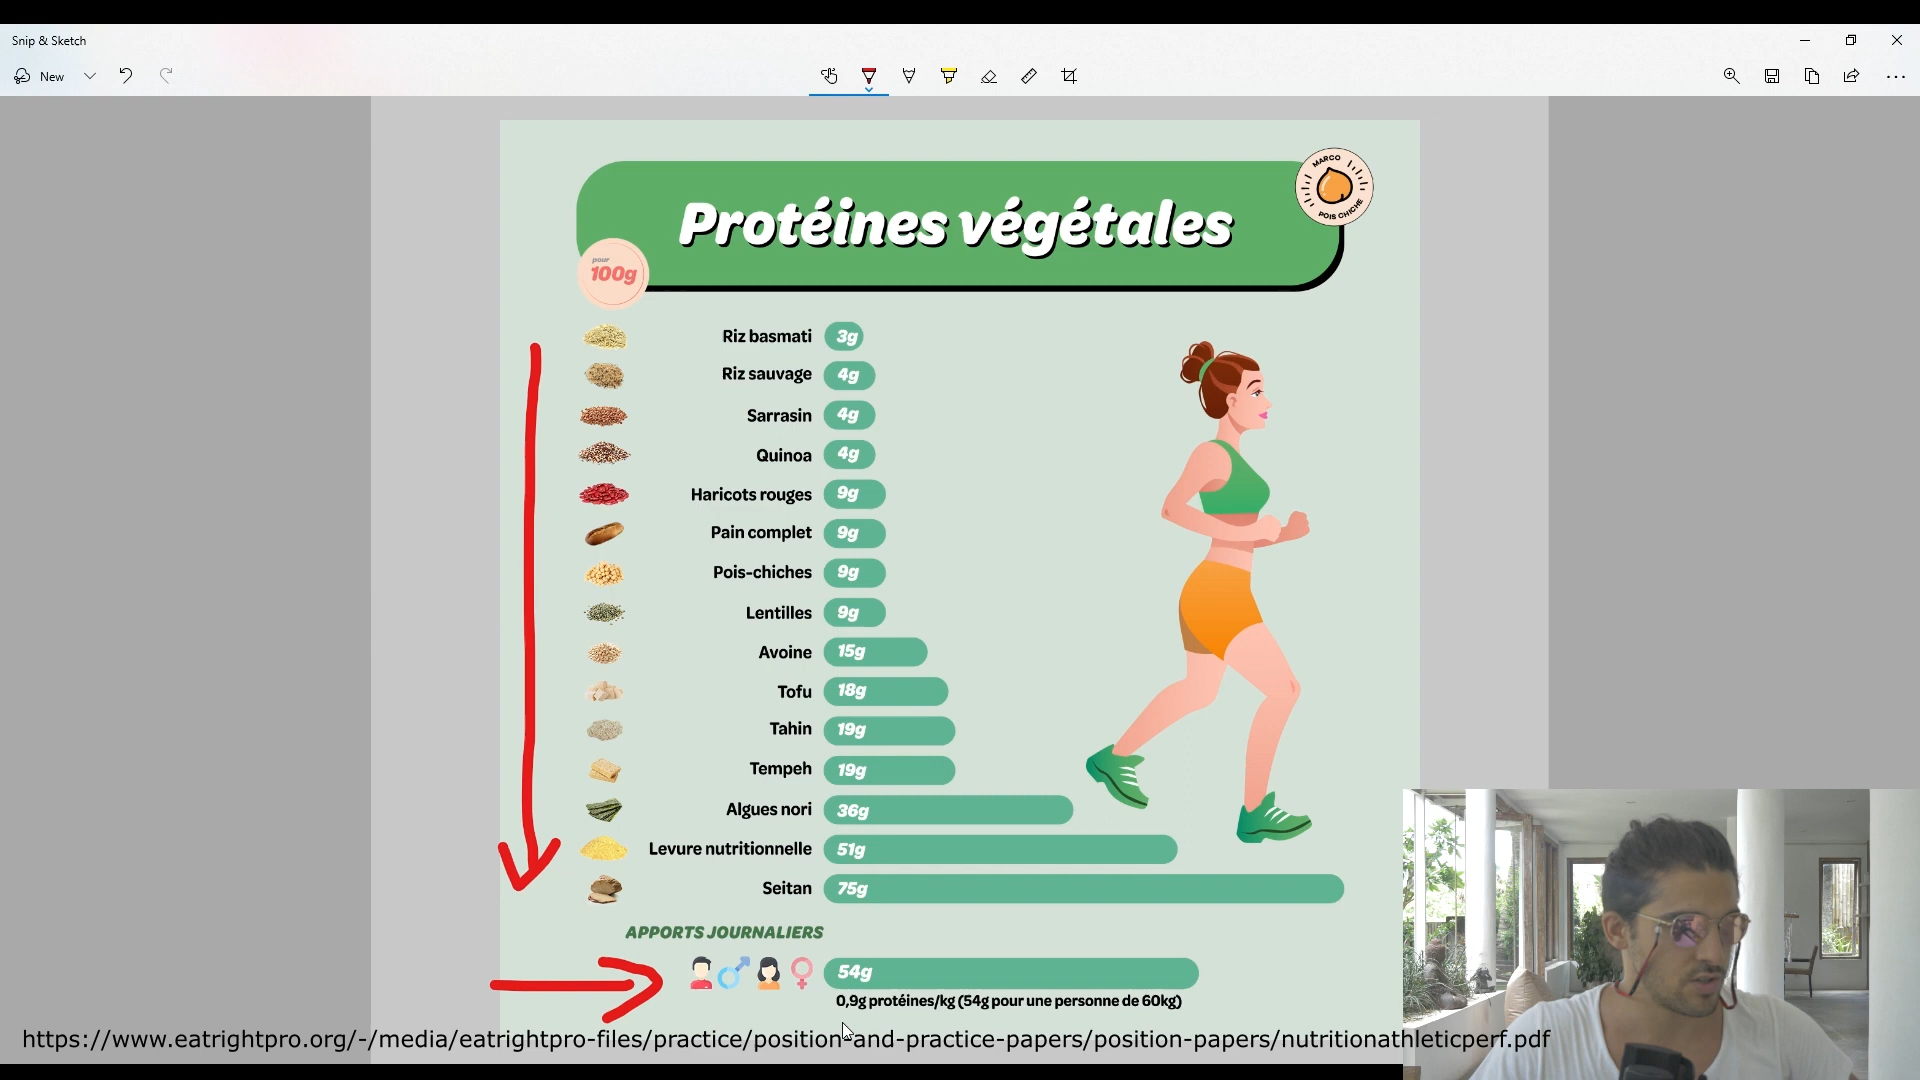 Snip & Sketch
New
MARCO
POIS CHICHE
Protéines végétales
pour
100g
Riz basmati 3g
Riz sauvage 4g
Sarrasin 4g
Quinoa 4g
Haricots rouges 9g
Pain complet 9g
Pois-chiches 9g
Lentilles 9g
Avoine 15g
Tofu 18g
Tahin 19g
Tempeh 19g
Algues nori 36g
Levure nutritionnelle 51g
Seitan 75g
APPORTS JOURNALIERS
54g
0,9g protéines/kg (54g pour une personne de 60kg)
https://www.eatrightpro.org/-/media/eatrightpro-files/practice/position-and-practice-papers/position-papers/nutritionathleticperf.pdf